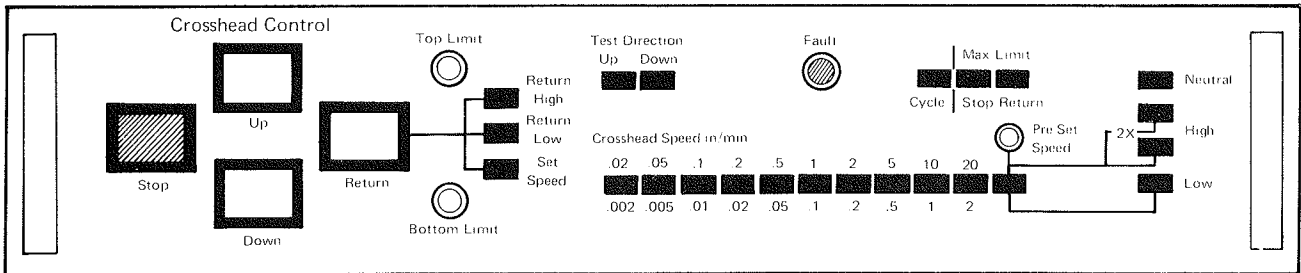 Crosshead Control
Stop
Up
Down
Return
Top Limit
Bottom Limit
Return
High
Return
Low
Set
Speed
Test Direction
Up Down
Fault
Max Limit
Cycle Stop Return
Crosshead Speed in/min
.02 .05 .1 .2 .5 1 2 5 10 20
.002 .005 .01 .02 .05 .1 .2 .5 1 2
Pre Set
Speed
2X
Neutral
High
Low